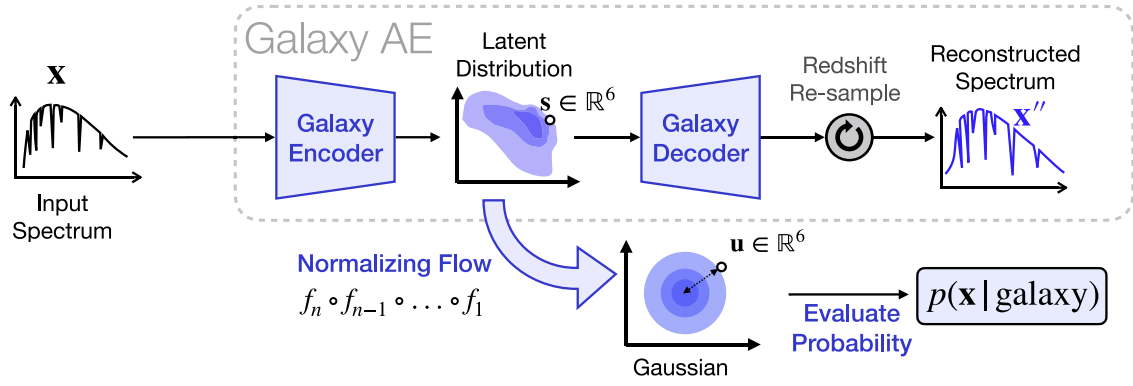 Galaxy AE
x
Input
Spectrum
Galaxy
Encoder
Latent
Distribution
s ∈ ℝ⁶
Galaxy
Decoder
Redshift
Re-sample
Reconstructed
Spectrum
x′′
Normalizing Flow
fₙ ∘ fₙ₋₁ ∘ … ∘ f₁
u ∈ ℝ⁶
Gaussian
Evaluate
Probability
p(x | galaxy)